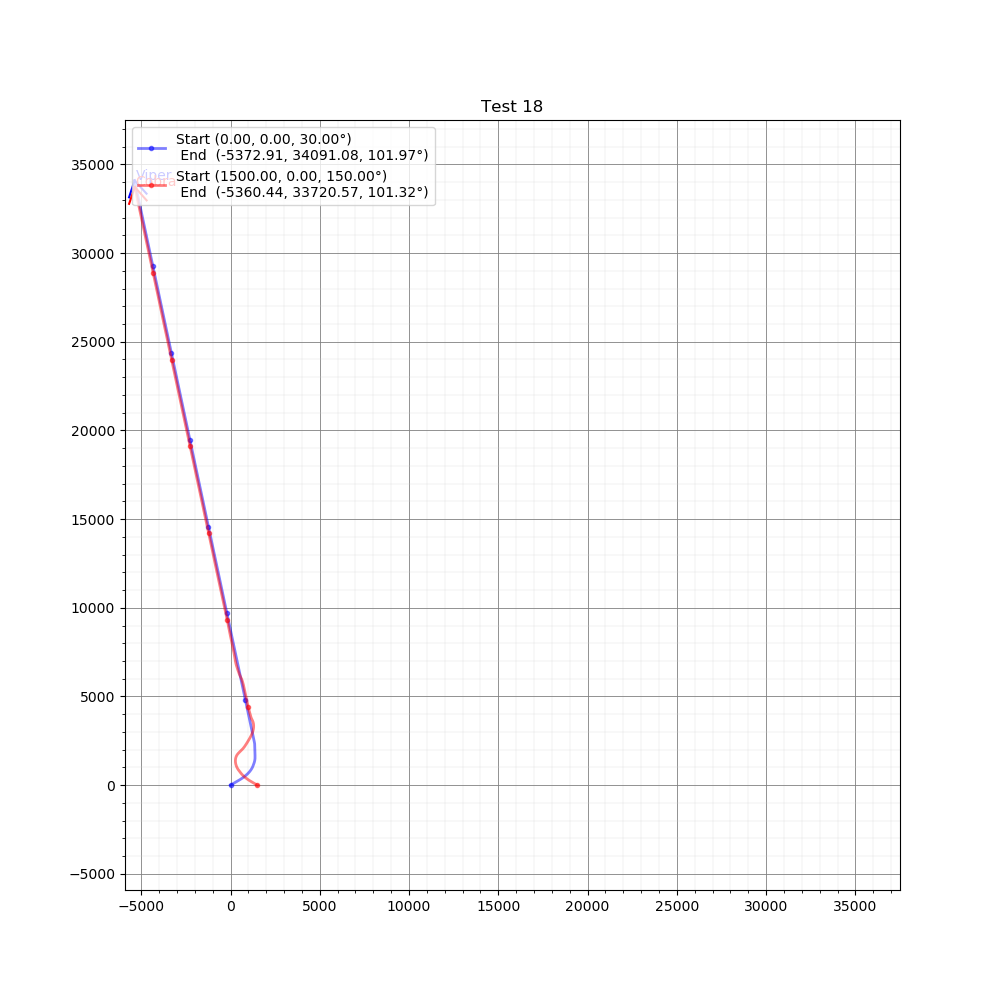 Test 18
Start (0.00, 0.00, 30.00°)
End (-5372.91, 34091.08, 101.97°)
Start (1500.00, 0.00, 150.00°)
End (-5360.44, 33720.57, 101.32°)
Viper
35000
30000
25000
20000
15000
10000
5000
0
−5000
−5000 0 5000 10000 15000 20000 25000 30000 35000